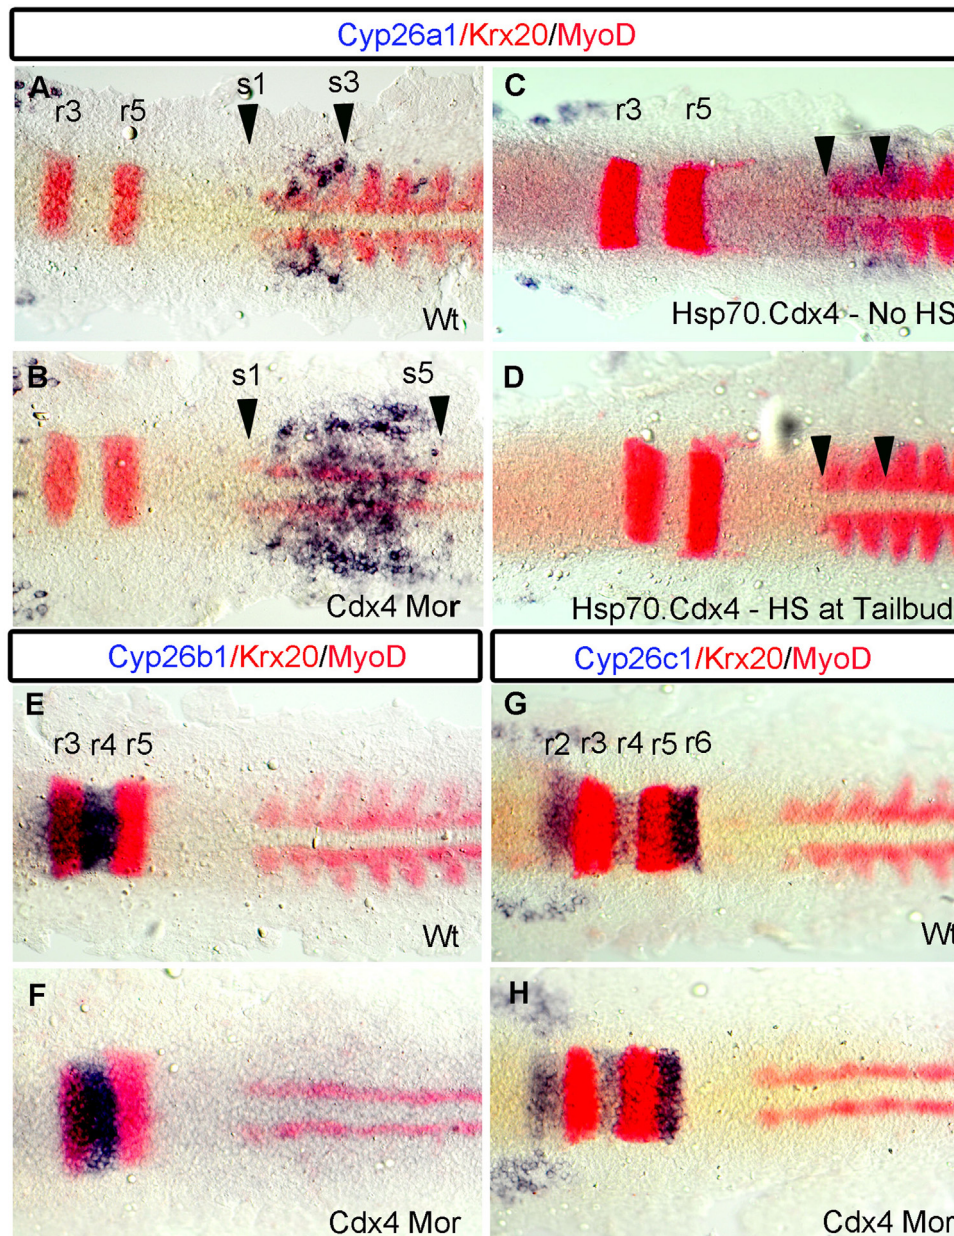 Cyp26a1/Krx20/MyoD
A
r3
r5
s1
s3
Wt
C
r3
r5
Hsp70.Cdx4 - No HS
B
s1
s5
Cdx4 Mor
D
Hsp70.Cdx4 - HS at Tailbud
Cyp26b1/Krx20/MyoD
Cyp26c1/Krx20/MyoD
E
r3 r4 r5
Wt
G
r2 r3 r4 r5 r6
Wt
F
Cdx4 Mor
H
Cdx4 Mor